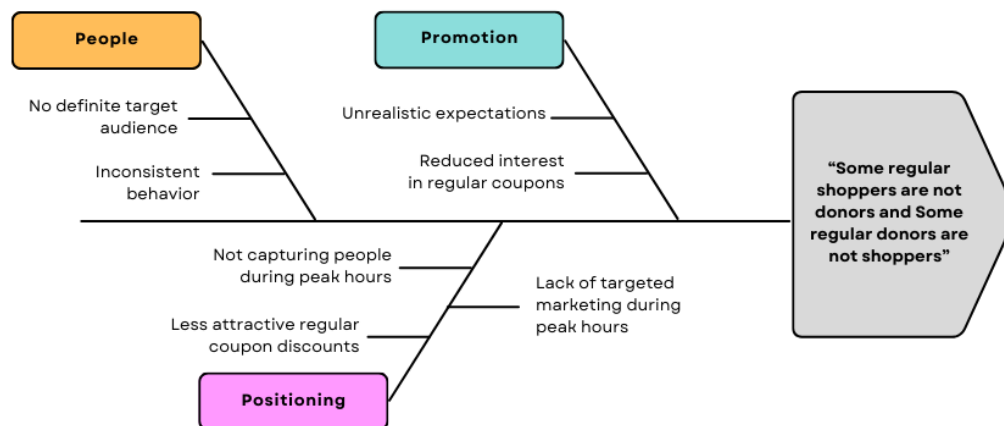 People
Promotion
No definite target
audience
Inconsistent
behavior
Unrealistic expectations
Reduced interest
in regular coupons
“Some regular
shoppers are not
donors and Some
regular donors are
not shoppers”
Not capturing people
during peak hours
Less attractive regular
coupon discounts
Lack of targeted
marketing during
peak hours
Positioning